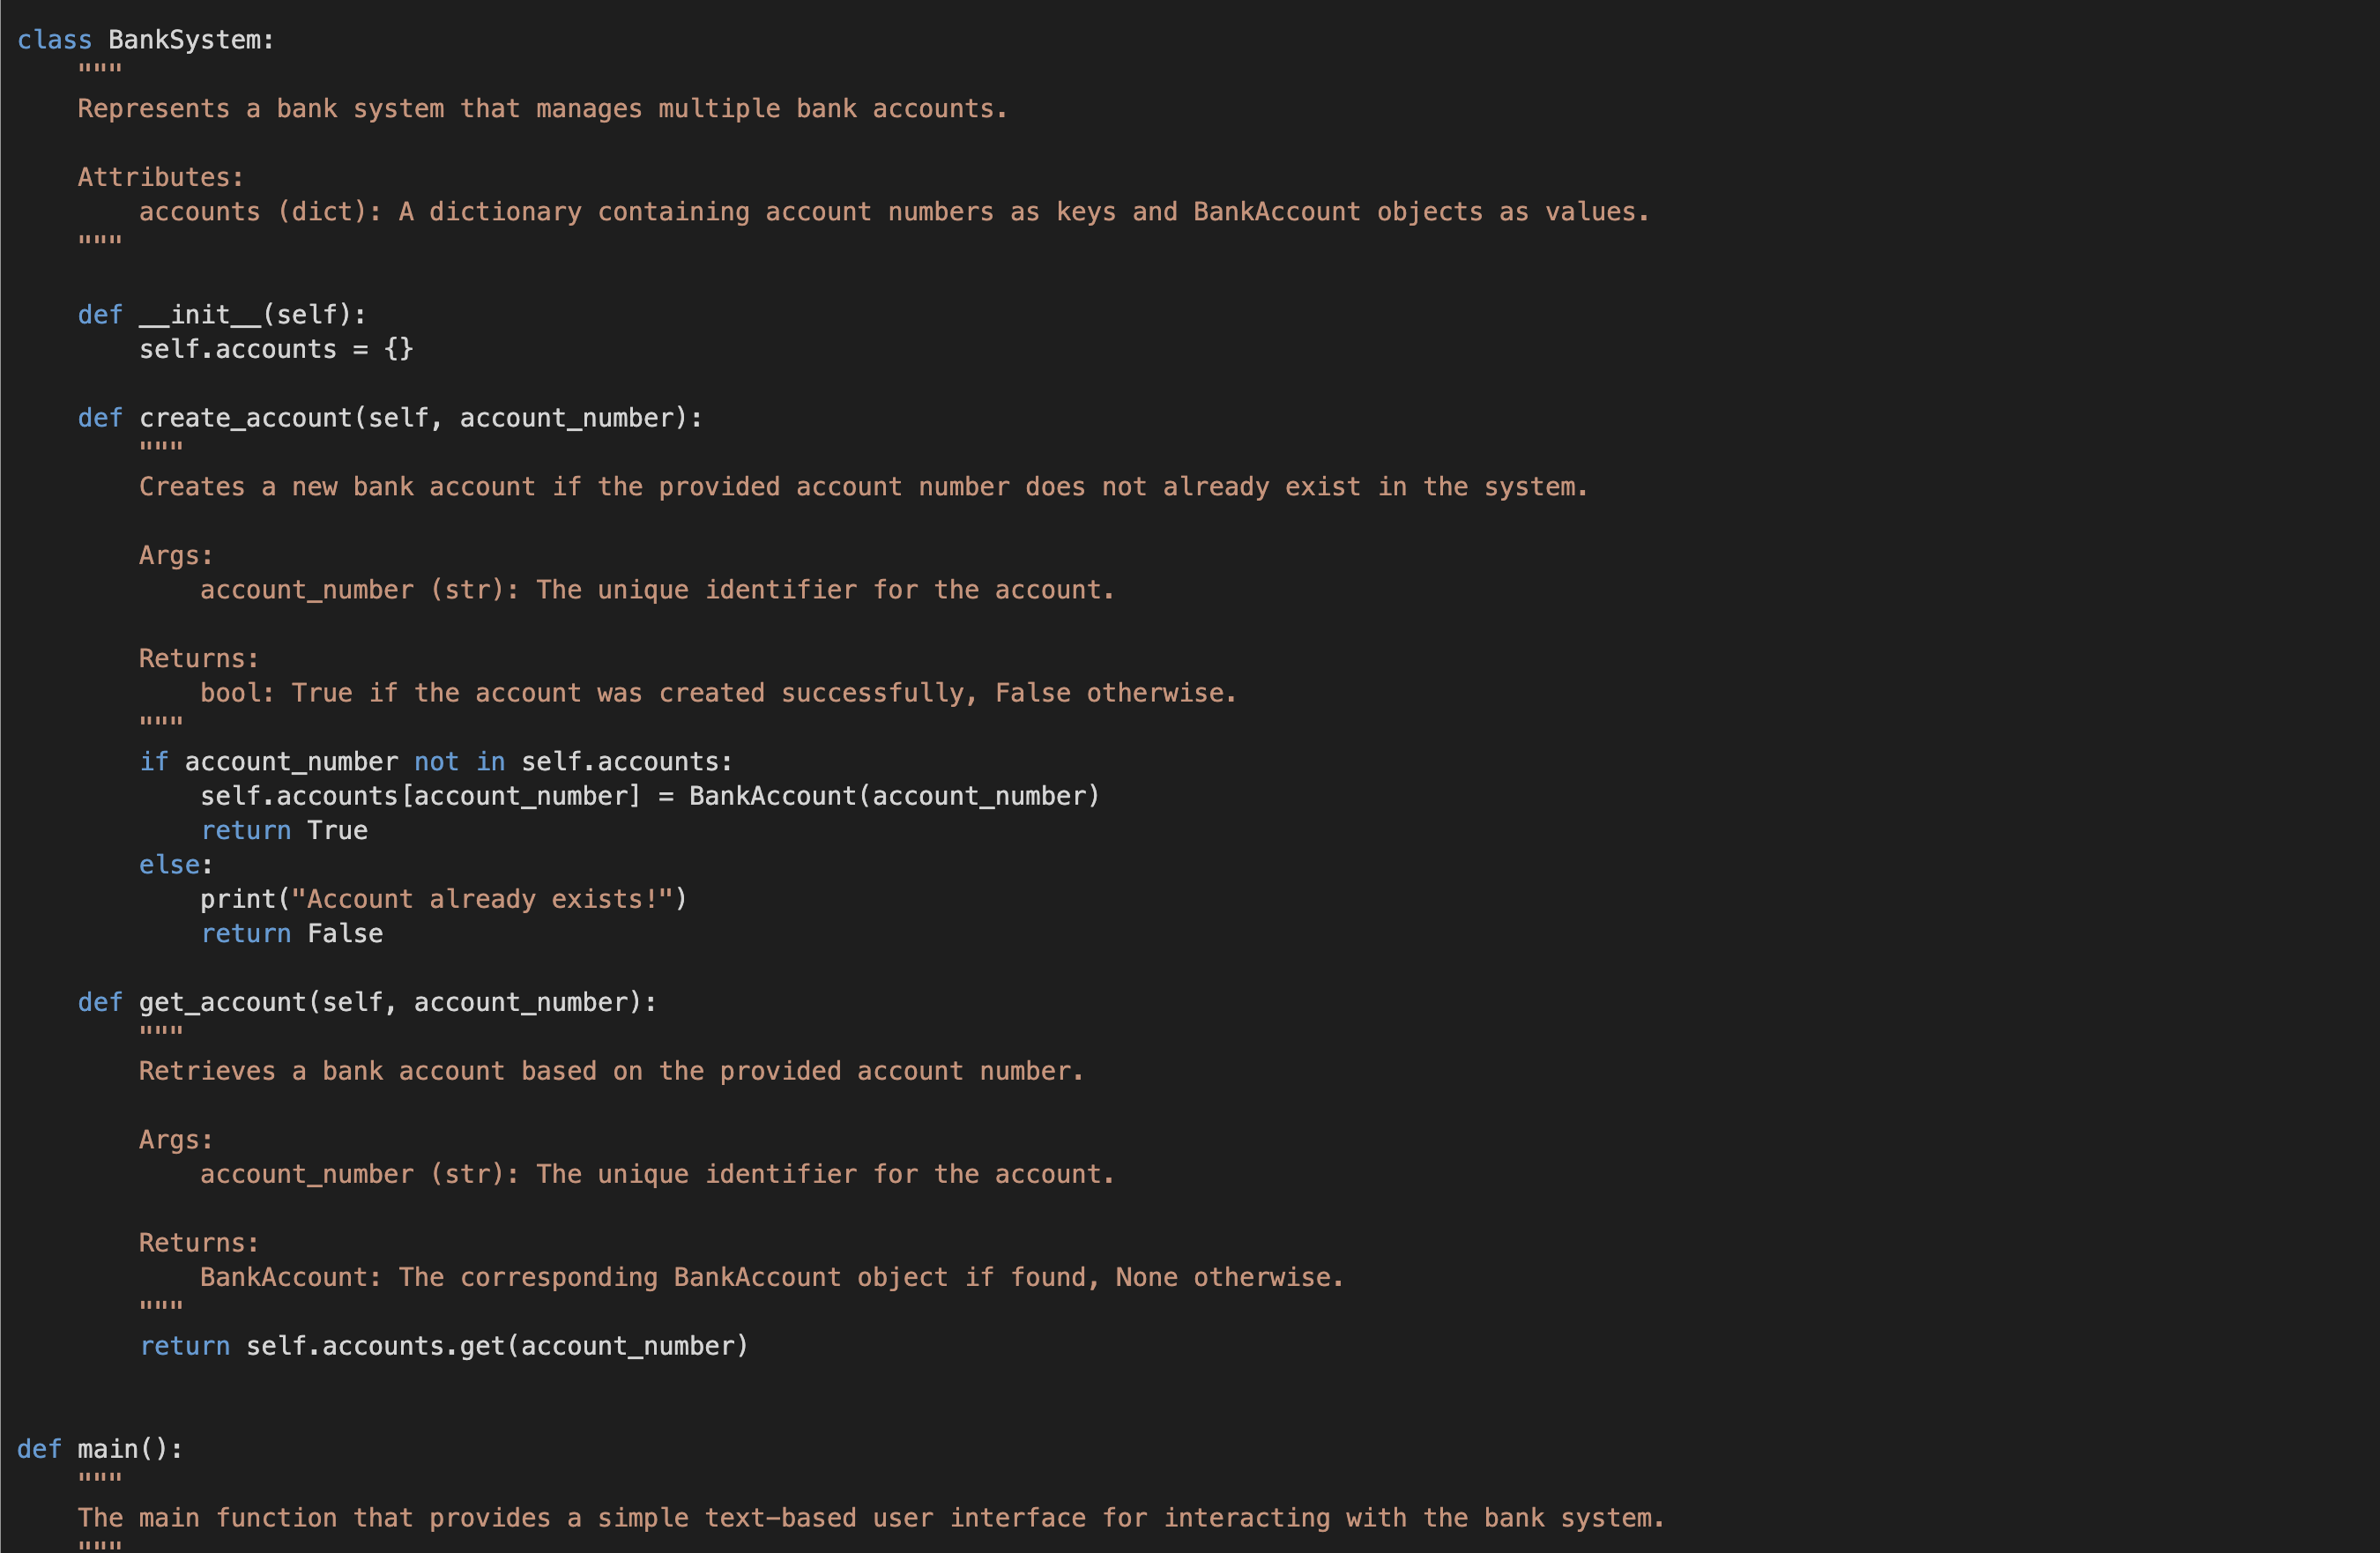 class BankSystem:
    """
    Represents a bank system that manages multiple bank accounts.

    Attributes:
        accounts (dict): A dictionary containing account numbers as keys and BankAccount objects as values.
    """

    def __init__(self):
        self.accounts = {}

    def create_account(self, account_number):
        """
        Creates a new bank account if the provided account number does not already exist in the system.

        Args:
            account_number (str): The unique identifier for the account.

        Returns:
            bool: True if the account was created successfully, False otherwise.
        """
        if account_number not in self.accounts:
            self.accounts[account_number] = BankAccount(account_number)
            return True
        else:
            print("Account already exists!")
            return False

    def get_account(self, account_number):
        """
        Retrieves a bank account based on the provided account number.

        Args:
            account_number (str): The unique identifier for the account.

        Returns:
            BankAccount: The corresponding BankAccount object if found, None otherwise.
        """
        return self.accounts.get(account_number)


def main():
    """
    The main function that provides a simple text-based user interface for interacting with the bank system.
    """